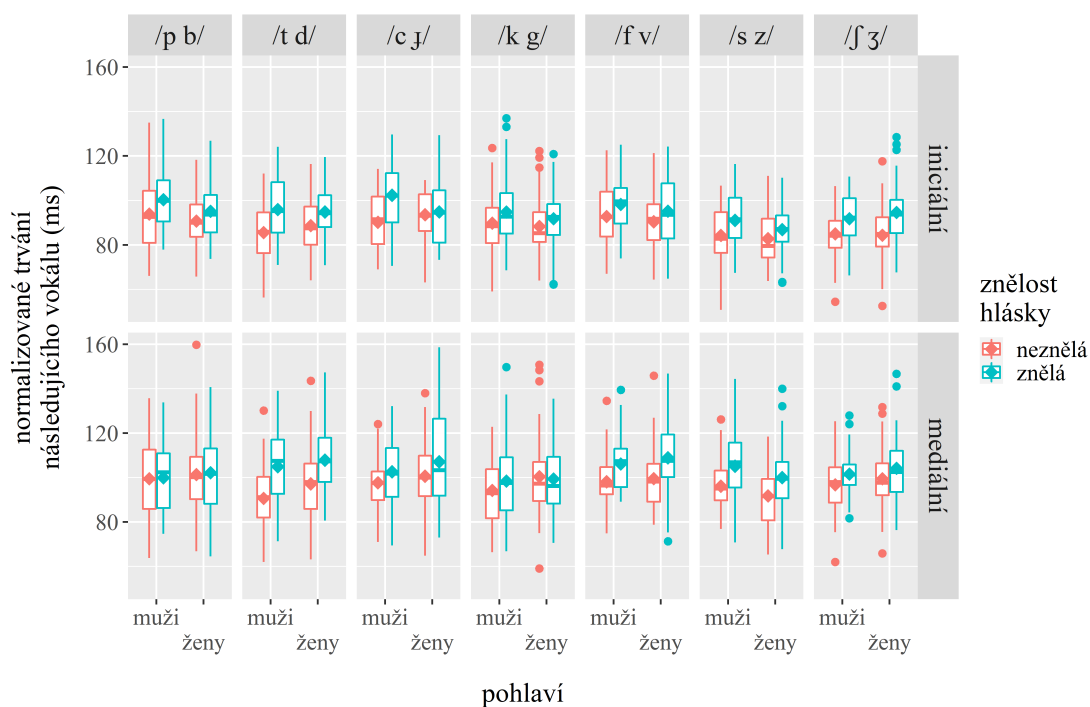 /p b/ /t d/ /c ɟ/ /k g/ /f v/ /s z/ /ʃ ʒ/
160
120
80
iniciální
160
120
80
mediální
normalizované trvání
následujícího vokálu (ms)
muži muži muži muži muži muži muži
ženy ženy ženy ženy ženy ženy ženy
pohlaví
znělost
hlásky
neznělá
znělá